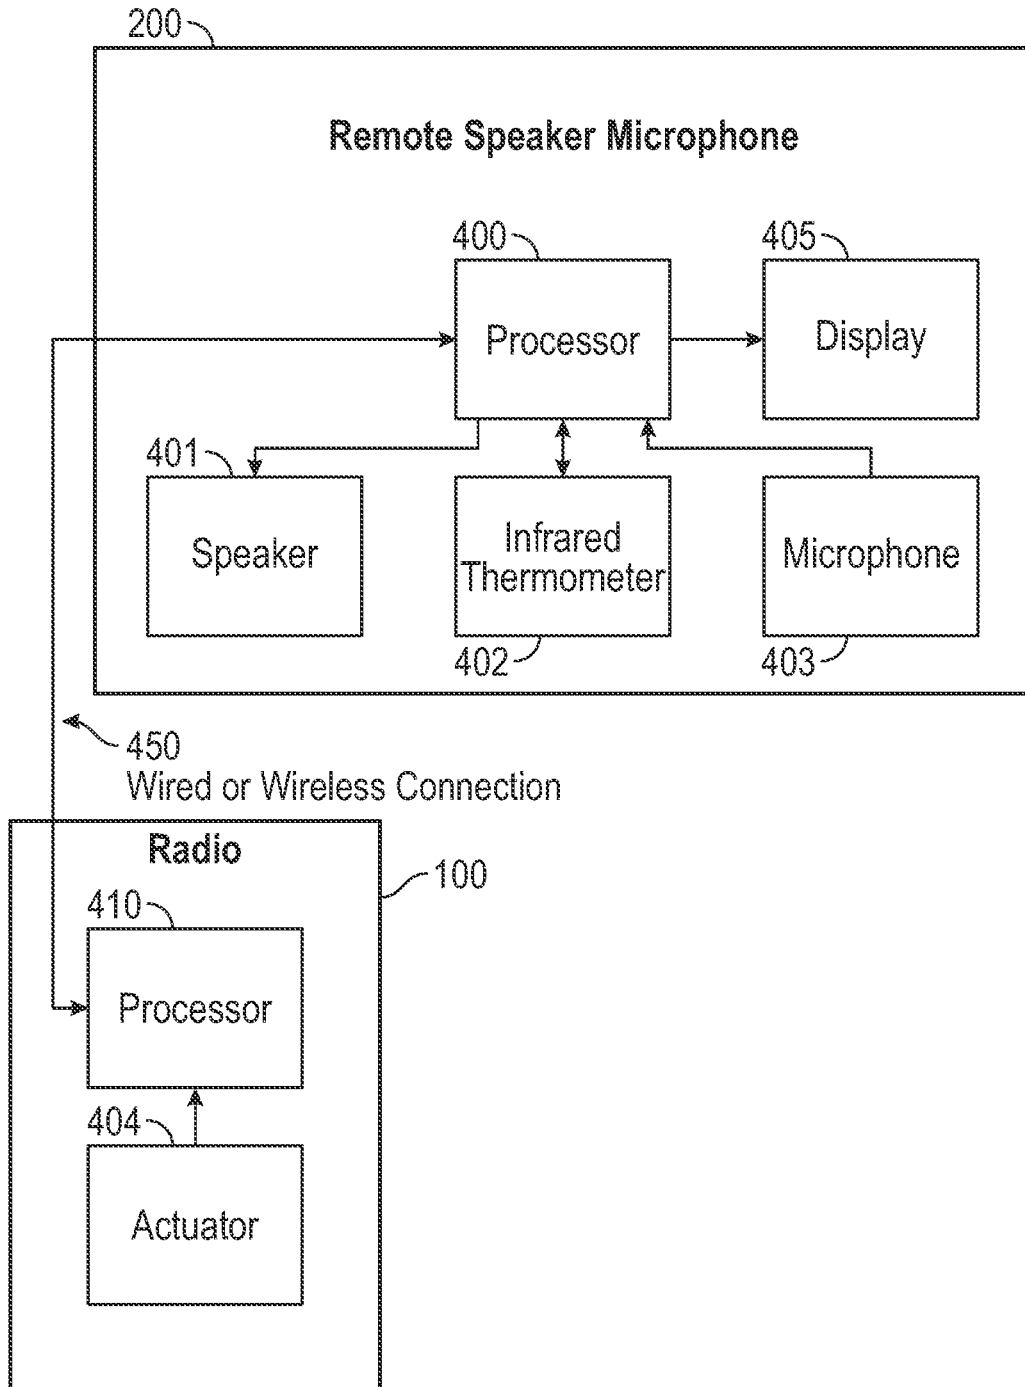 200
Remote Speaker Microphone
400
405
Processor
Display
401
Speaker
Infrared
Thermometer
Microphone
402
403
450
Wired or Wireless Connection
Radio
100
410
Processor
404
Actuator